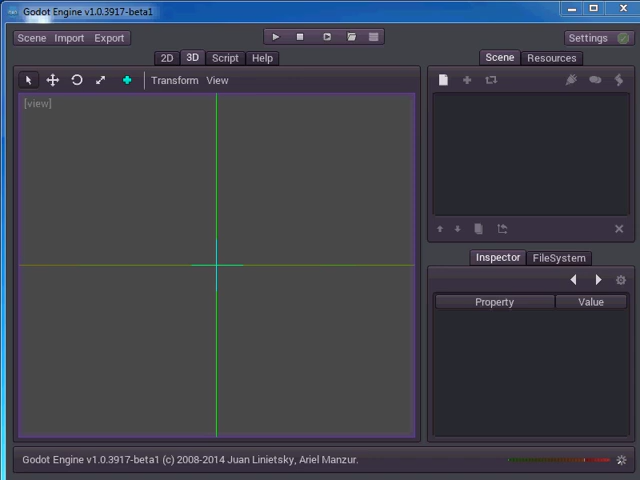 Godot Engine v1.0.3917-beta1
Scene Import Export
Settings
2D 3D Script Help
Scene Resources
Transform View
[view]
Inspector FileSystem
Property Value
Godot Engine v1.0.3917-beta1 (c) 2008-2014 Juan Linietsky, Ariel Manzur.